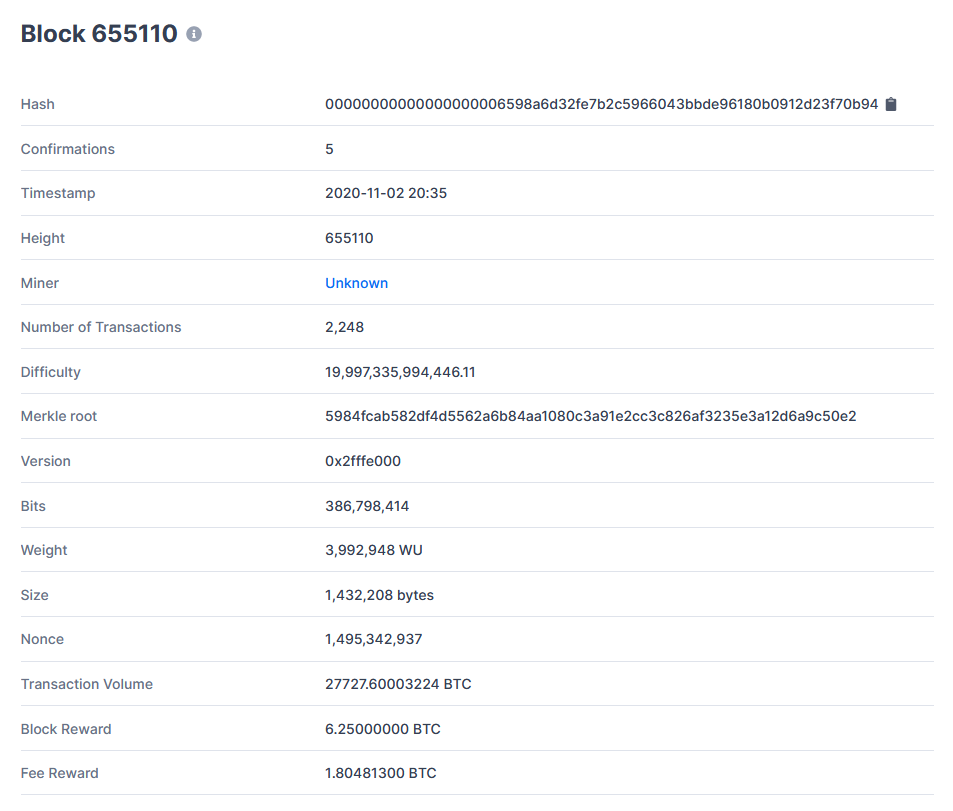 Block 655110
Hash 00000000000000000006598a6d32fe7b2c5966043bbde96180b0912d23f70b94
Confirmations 5
Timestamp 2020-11-02 20:35
Height 655110
Miner Unknown
Number of Transactions 2,248
Difficulty 19,997,335,994,446.11
Merkle root 5984fcab582df4d5562a6b84aa1080c3a91e2cc3c826af3235e3a12d6a9c50e2
Version 0x2fffe000
Bits 386,798,414
Weight 3,992,948 WU
Size 1,432,208 bytes
Nonce 1,495,342,937
Transaction Volume 27727.60003224 BTC
Block Reward 6.25000000 BTC
Fee Reward 1.80481300 BTC